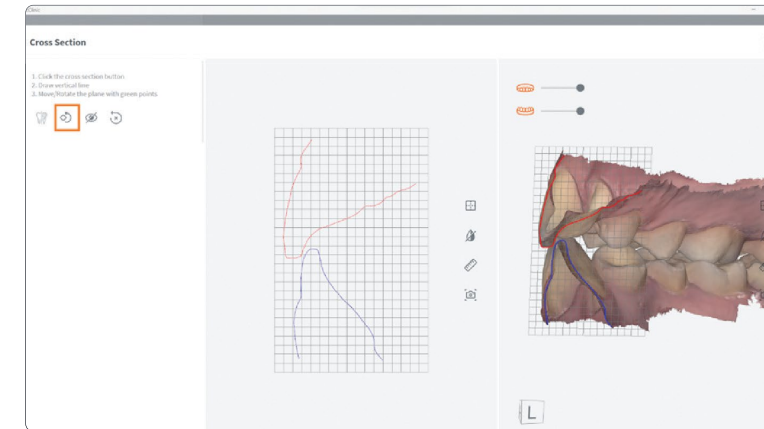 Cross Section
1. Click the cross section button
2. Draw vertical line
3. Move/Rotate the plane with green points
L